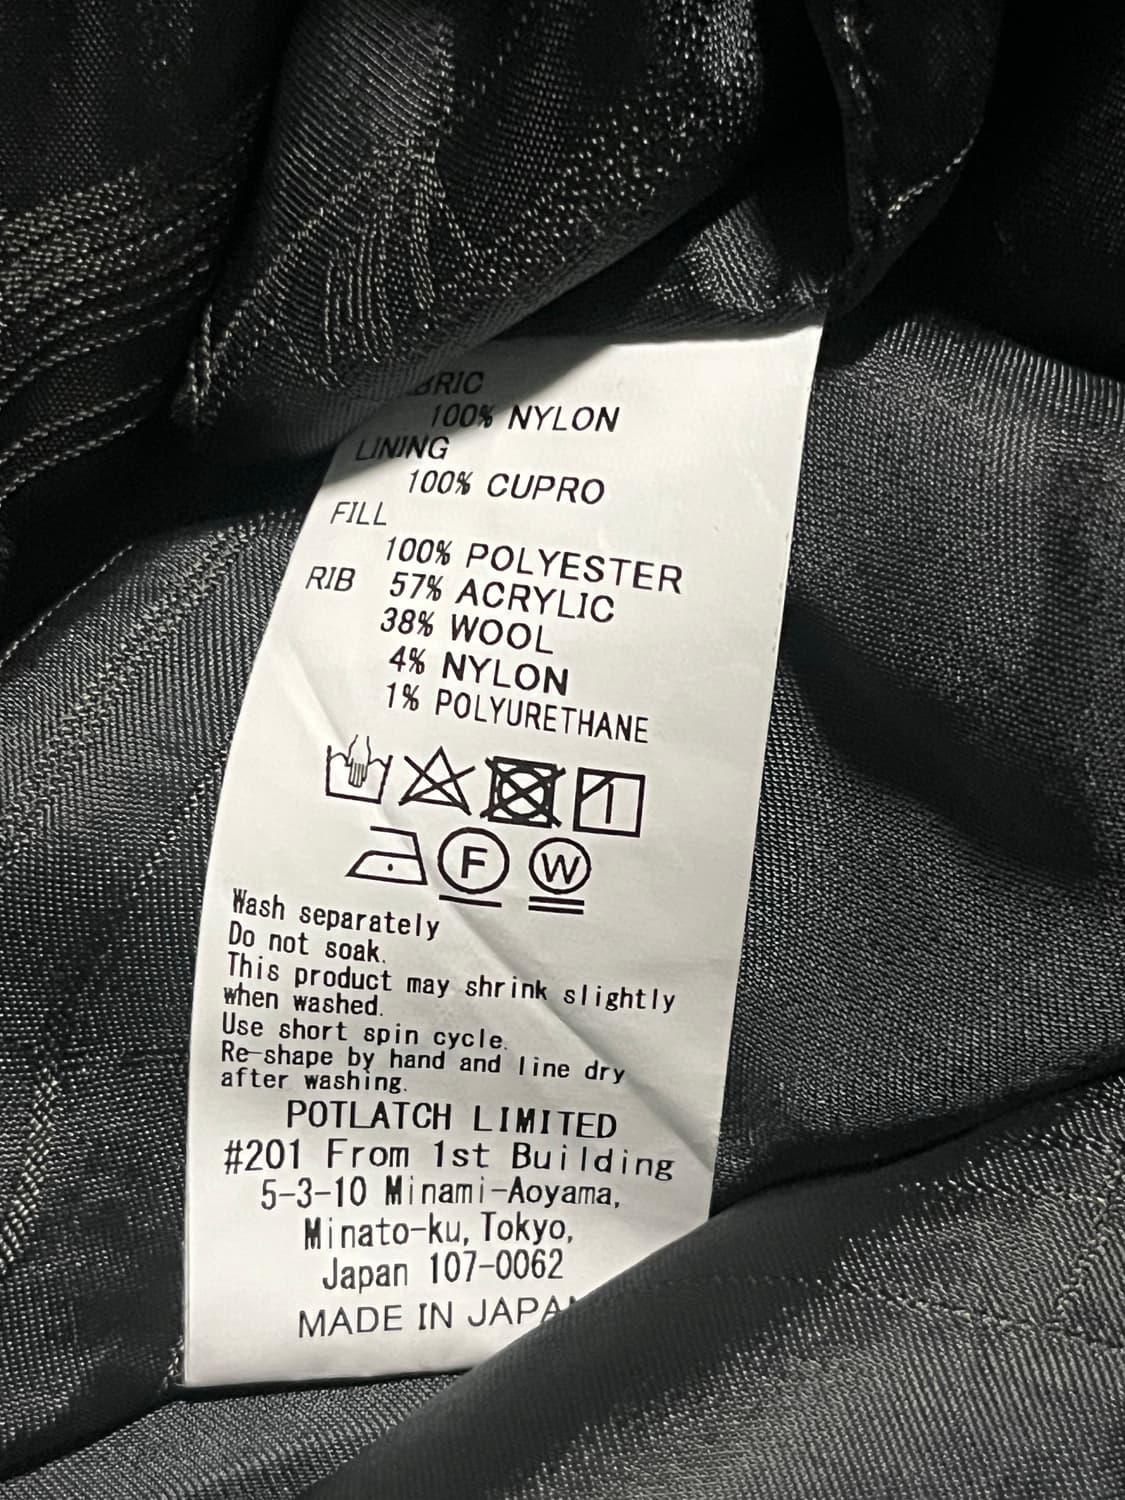 100% NYLON
LINING
100% CUPRO
FILL
100% POLYESTER
RIB 57% ACRYLIC
38% WOOL
4% NYLON
1% POLYURETHANE
F W
Wash separately
Do not soak.
This product may shrink slightly
when washed.
Use short spin cycle.
Re-shape by hand and line dry
after washing.
POTLATCH LIMITED
#201 From 1st Building
5-3-10 Minami-Aoyama,
Minato-ku, Tokyo,
Japan 107-0062
MADE IN JAPAN